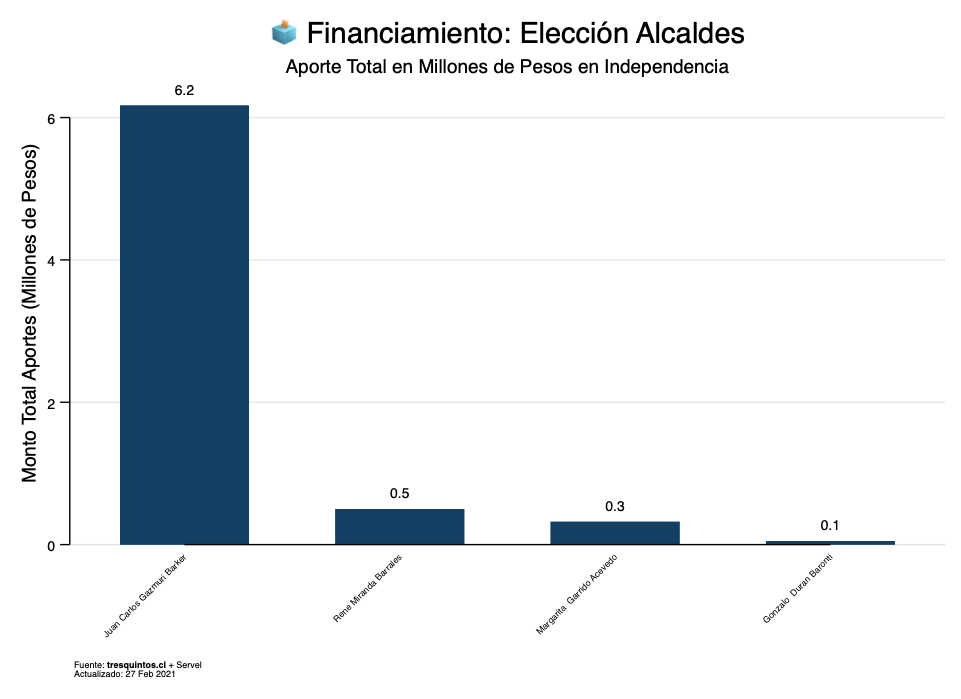 Financiamiento: Elección Alcaldes
Aporte Total en Millones de Pesos en Independencia
Monto Total Aportes (Millones de Pesos)
6
4
2
0
6.2
0.5
0.3
0.1
Juan Carlos Gazmuri Barker
Rene Miranda Barrales
Margarita Garrido Acevedo
Gonzalo Duran Baronti
Fuente: tresquintos.cl + Servel
Actualizado: 27 Feb 2021